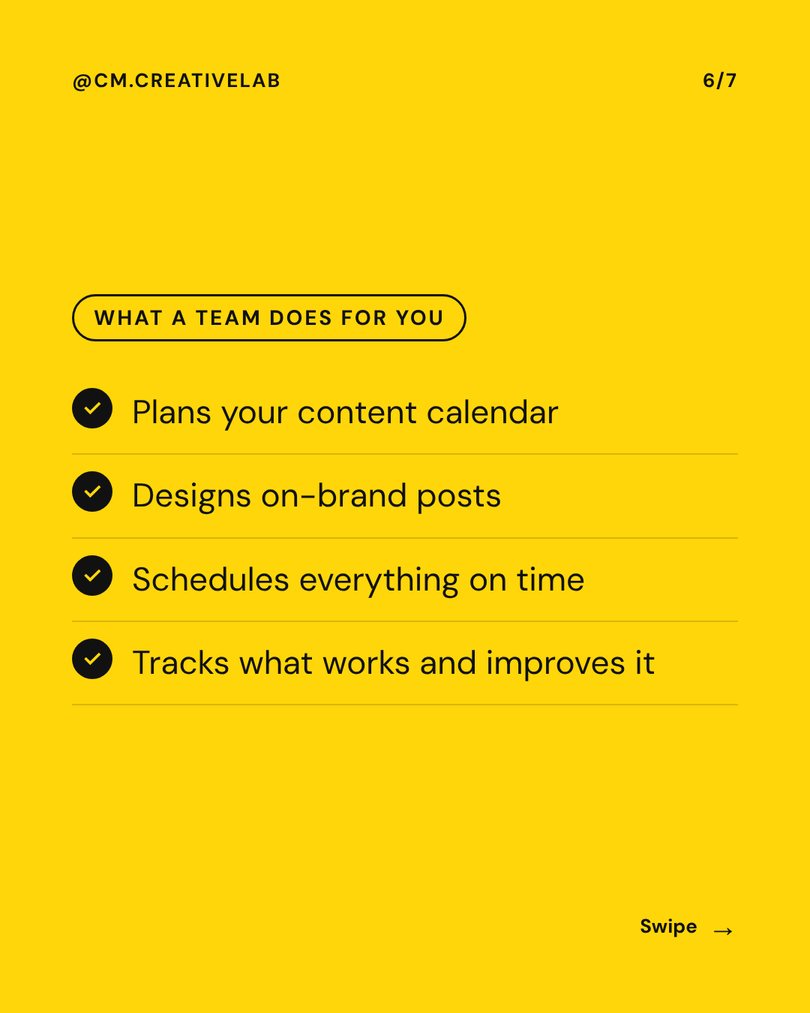 @CM.CREATIVELAB
6/7
WHAT A TEAM DOES FOR YOU
Plans your content calendar
Designs on-brand posts
Schedules everything on time
Tracks what works and improves it
Swipe →